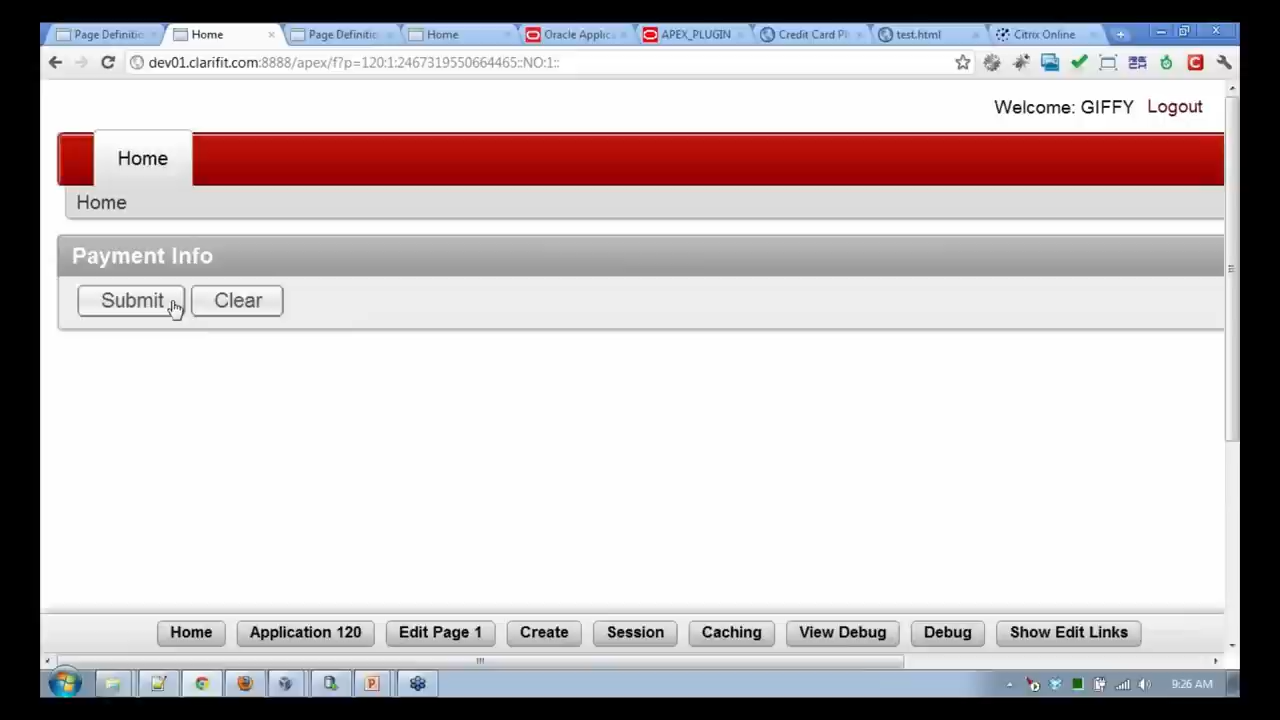 Page Definitio
Home
Page Definitio
Home
Oracle Applic
APEX_PLUGIN
Credit Card Pl
test.html
Citrix Online
dev01.clarifit.com:8888/apex/f?p=120:1:2467319550664465::NO:1::
Welcome: GIFFY Logout
Home
Home
Payment Info
Submit
Clear
Home
Application 120
Edit Page 1
Create
Session
Caching
View Debug
Debug
Show Edit Links
9:26 AM